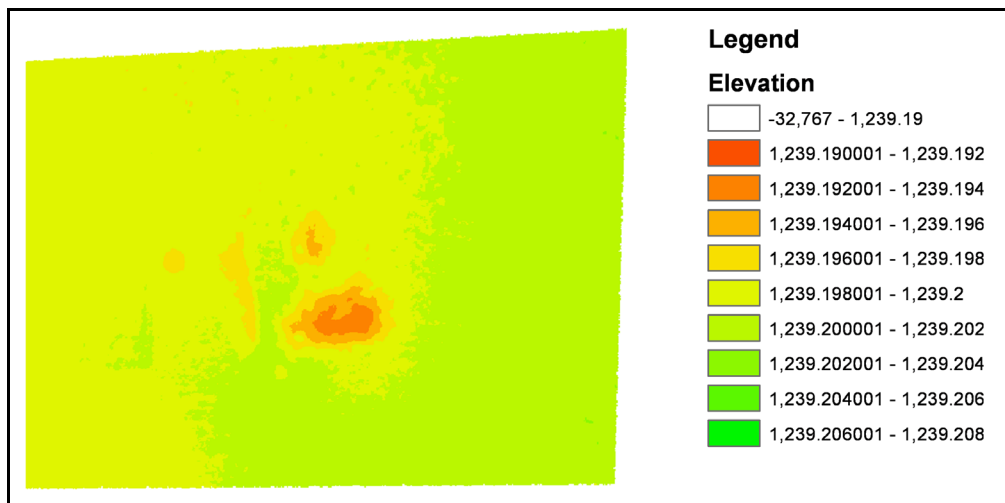 Legend
Elevation
-32,767 - 1,239.19
1,239.190001 - 1,239.192
1,239.192001 - 1,239.194
1,239.194001 - 1,239.196
1,239.196001 - 1,239.198
1,239.198001 - 1,239.2
1,239.200001 - 1,239.202
1,239.202001 - 1,239.204
1,239.204001 - 1,239.206
1,239.206001 - 1,239.208